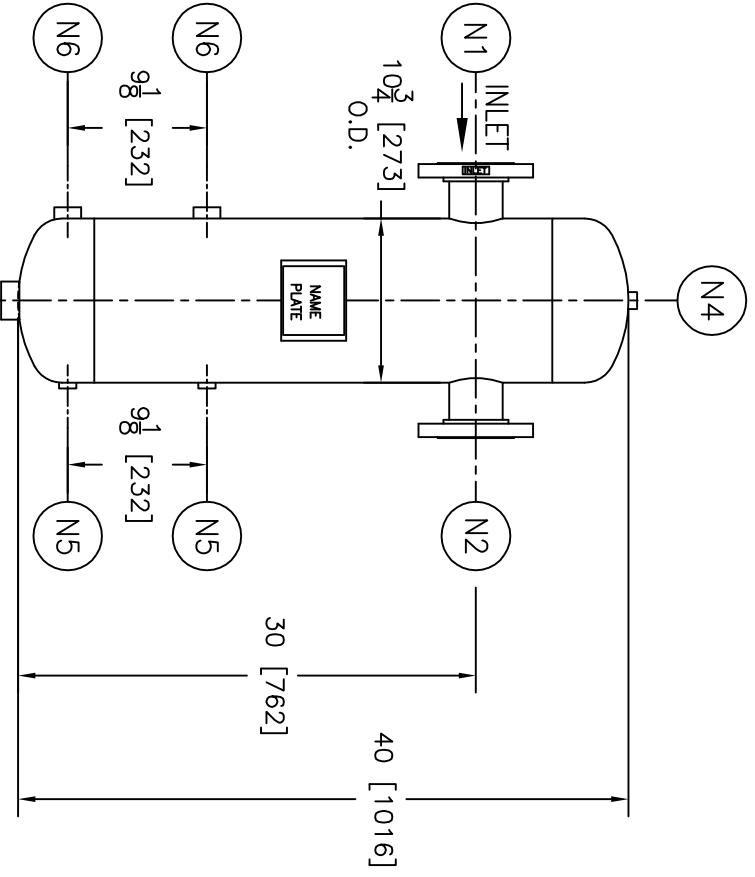 N4
N1
INLET
INLET
N2
10 3/4 [273]
O.D.
NAME
PLATE
N6
N5
9 1/8 [232]
9 1/8 [232]
N6
N5
30 [762]
40 [1016]